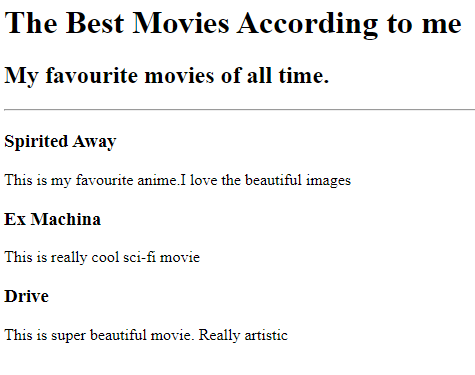 The Best Movies According to me
My favourite movies of all time.
Spirited Away
This is my favourite anime.I love the beautiful images
Ex Machina
This is really cool sci-fi movie
Drive
This is super beautiful movie. Really artistic